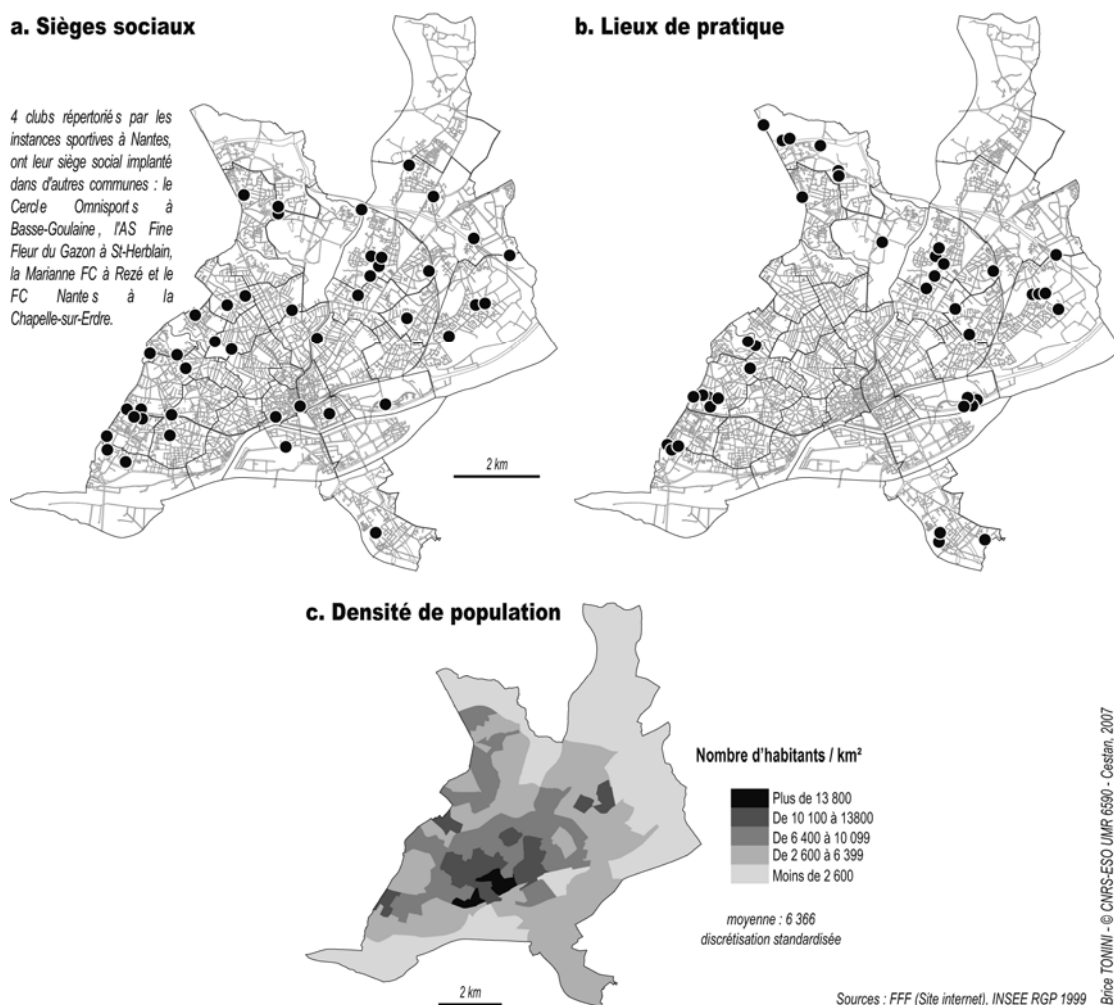 a. Sièges sociaux
b. Lieux de pratique
4 clubs répertoriés par les
instances sportives à Nantes,
ont leur siège social implanté
dans d'autres communes : le
Cercle Omnisports à
Basse-Goulaine, l'AS Fine
Fleur du Gazon à St-Herblain,
la Marianne FC à Rezé et le
FC Nantes à la
Chapelle-sur-Erdre.
2 km
c. Densité de population
Nombre d'habitants / km²
Plus de 13 800
De 10 100 à 13800
De 6 400 à 10 099
De 2 600 à 6 399
Moins de 2 600
moyenne : 6 366
discrétisation standardisée
2 km
Sources : FFF (Site internet), INSEE RGP 1999
Brice TONINI - © CNRS-ESO UMR 6590 - Cestan, 2007